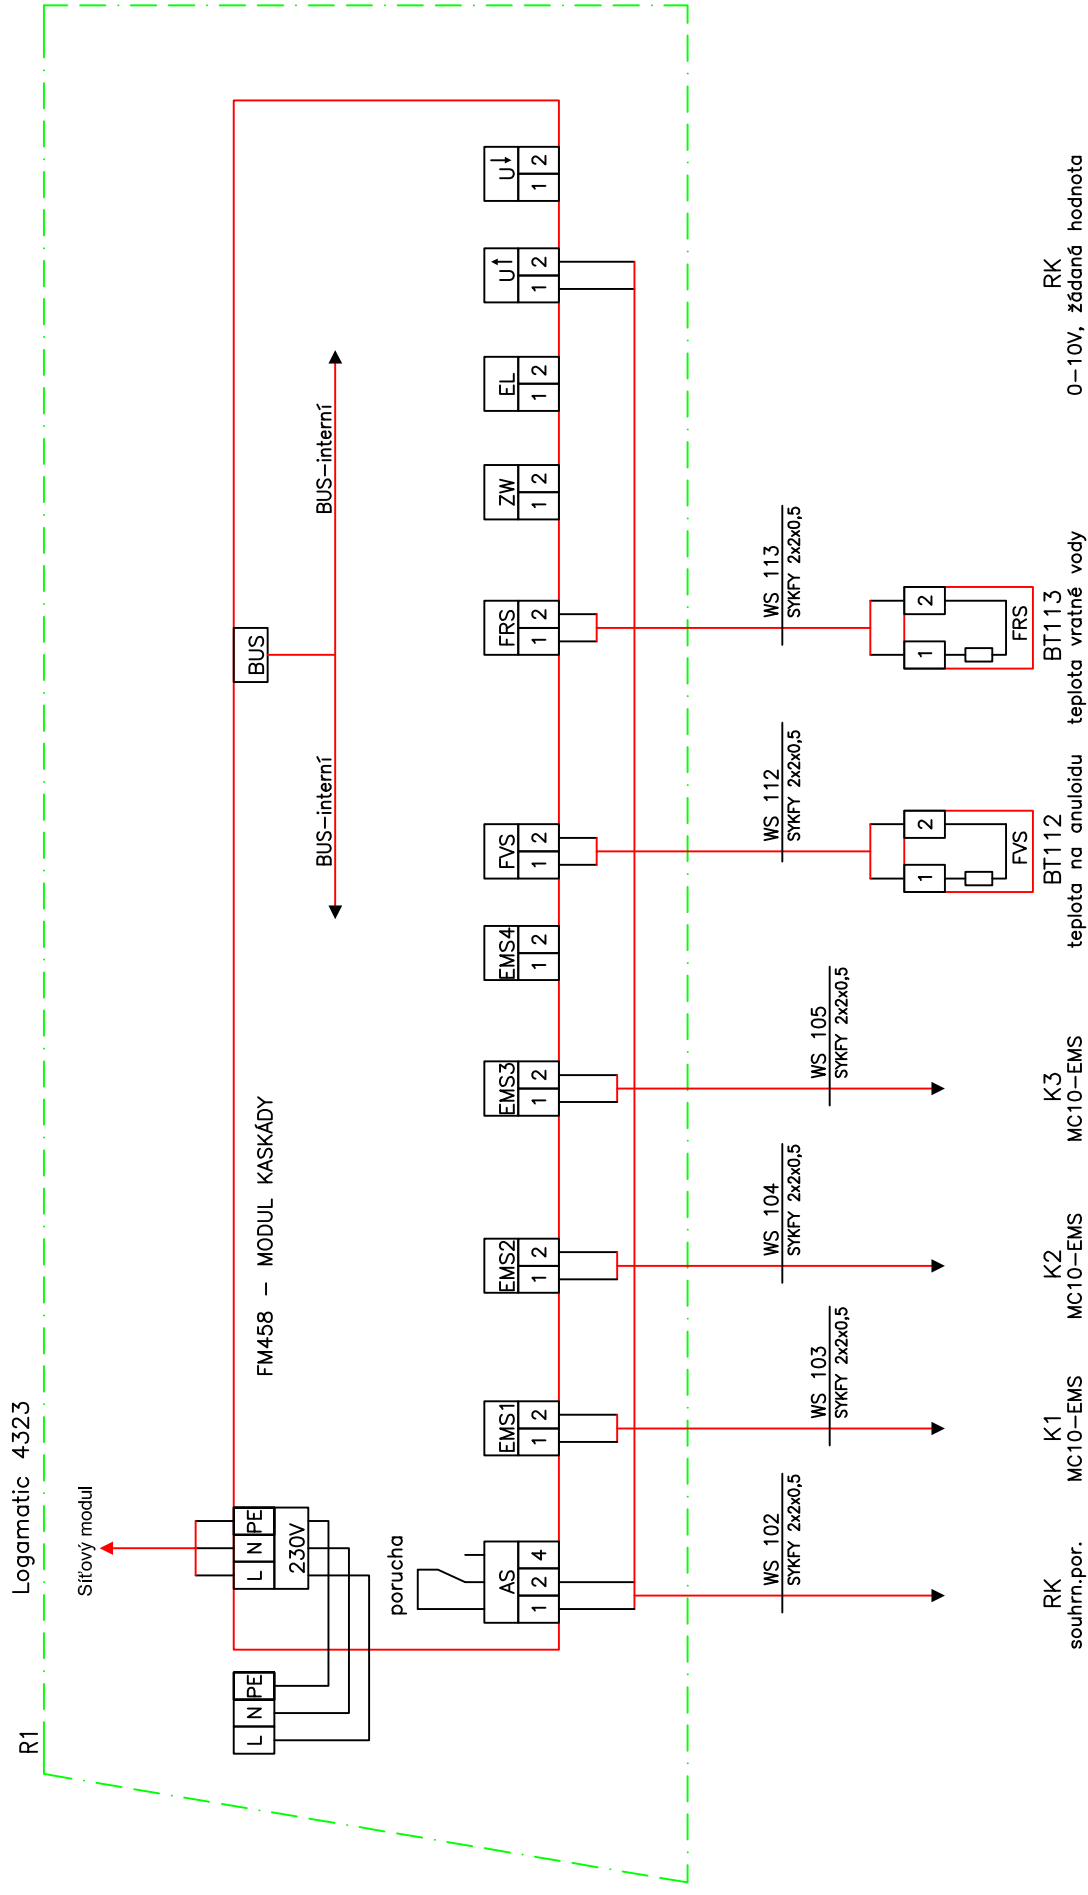 R1
Logamatic 4323
Síťový modul
L N PE
L N PE
230V
FM458 – MODUL KASKÁDY
BUS
BUS–interní
BUS–interní
porucha
AS
1 2 4
EMS1
1 2
EMS2
1 2
EMS3
1 2
EMS4
1 2
FVS
1 2
FRS
1 2
ZW
1 2
EL
1 2
U
1 2
U
1 2
WS 102
SYKFY 2x2x0,5
WS 103
SYKFY 2x2x0,5
WS 104
SYKFY 2x2x0,5
WS 105
SYKFY 2x2x0,5
WS 112
SYKFY 2x2x0,5
WS 113
SYKFY 2x2x0,5
1 2
FVS
1 2
FRS
RK
souhrn.por.
K1
MC10–EMS
K2
MC10–EMS
K3
MC10–EMS
BT112
teplota na anuloidu
BT113
teplota vratné vody
RK
0–10V, žádaná hodnota